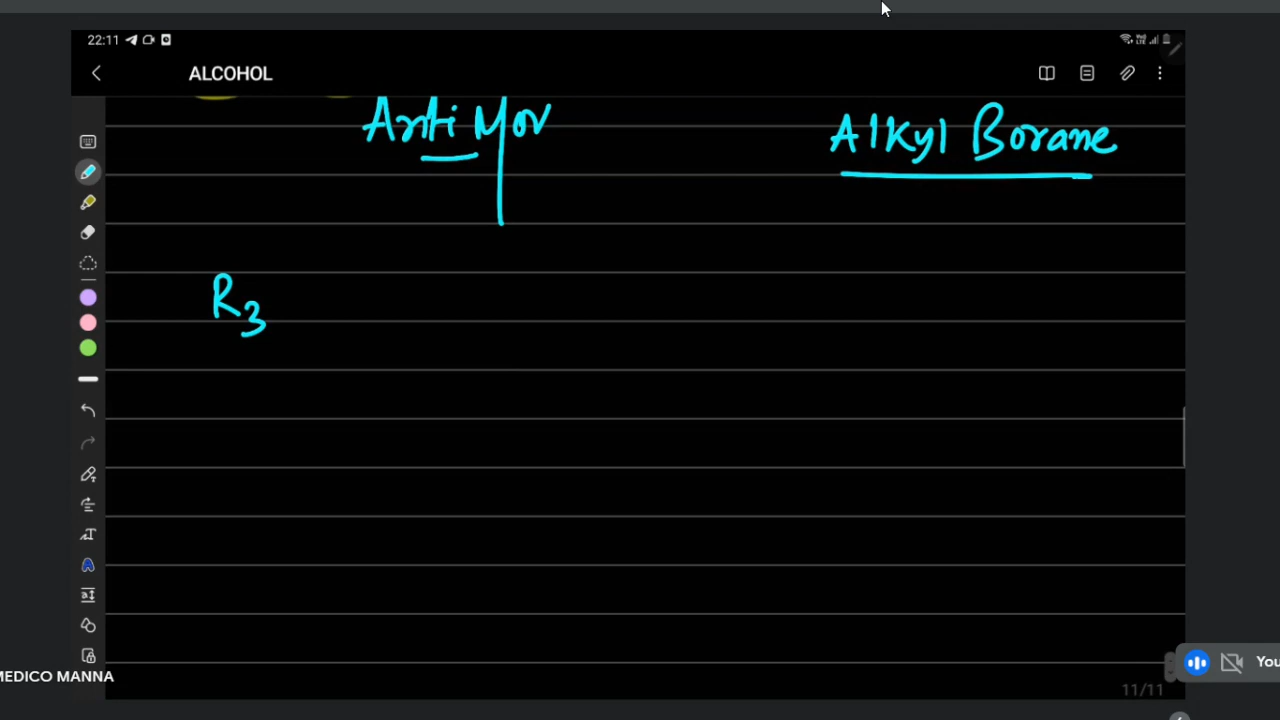 22:11
ALCOHOL
Anti Mov
Alkyl Borane
R3
MEDICO MANNA
You
11/11